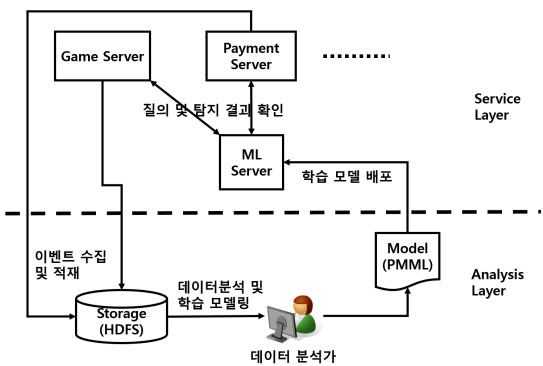 Game Server
Payment
Server
질의 및 탐지 결과 확인
Service
Layer
ML
Server
학습 모델 배포
이벤트 수집
및 적재
Model
(PMML)
Analysis
Layer
데이터분석 및
학습 모델링
Storage
(HDFS)
데이터 분석가